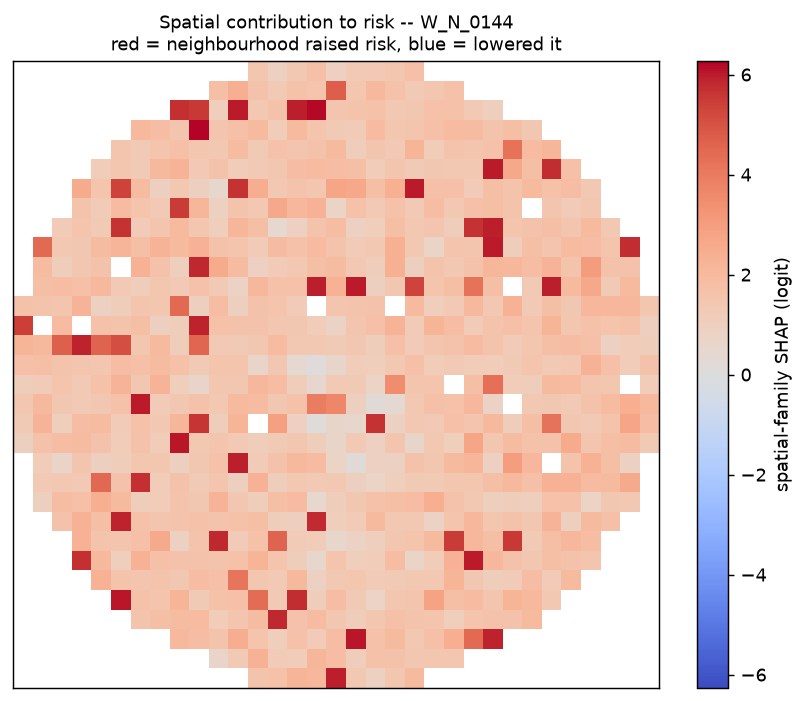 Spatial contribution to risk -- W_N_0144
red = neighbourhood raised risk, blue = lowered it
6
4
2
0
−2
−4
−6
spatial-family SHAP (logit)